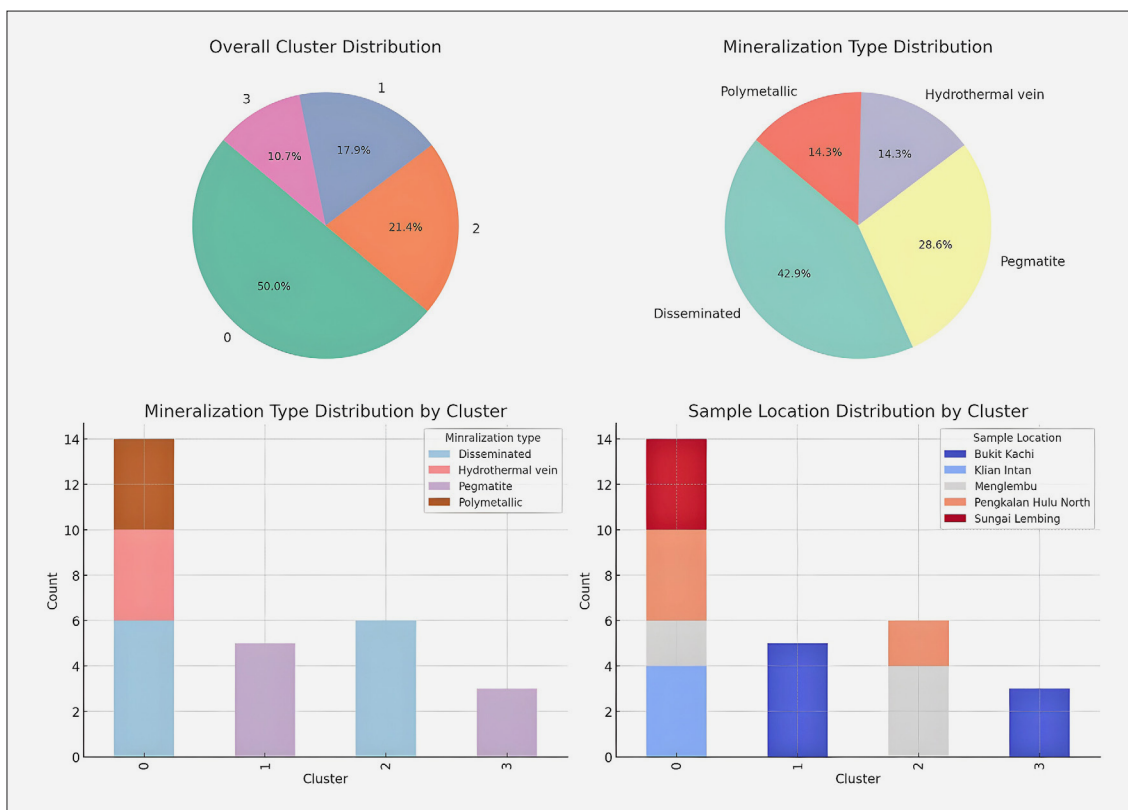 Overall Cluster Distribution
3
1
10.7%
17.9%
21.4%
2
50.0%
0
Mineralization Type Distribution
Polymetallic
Hydrothermal vein
14.3%
14.3%
28.6%
Pegmatite
42.9%
Disseminated
Mineralization Type Distribution by Cluster
14
12
10
8
6
4
2
0
Count
Minralization type
Disseminated
Hydrothermal vein
Pegmatite
Polymetallic
0
1
2
3
Cluster
Sample Location Distribution by Cluster
14
12
10
8
6
4
2
0
Count
Sample Location
Bukit Kachi
Klian Intan
Menglembu
Pengkalan Hulu North
Sungai Lembing
0
1
2
3
Cluster